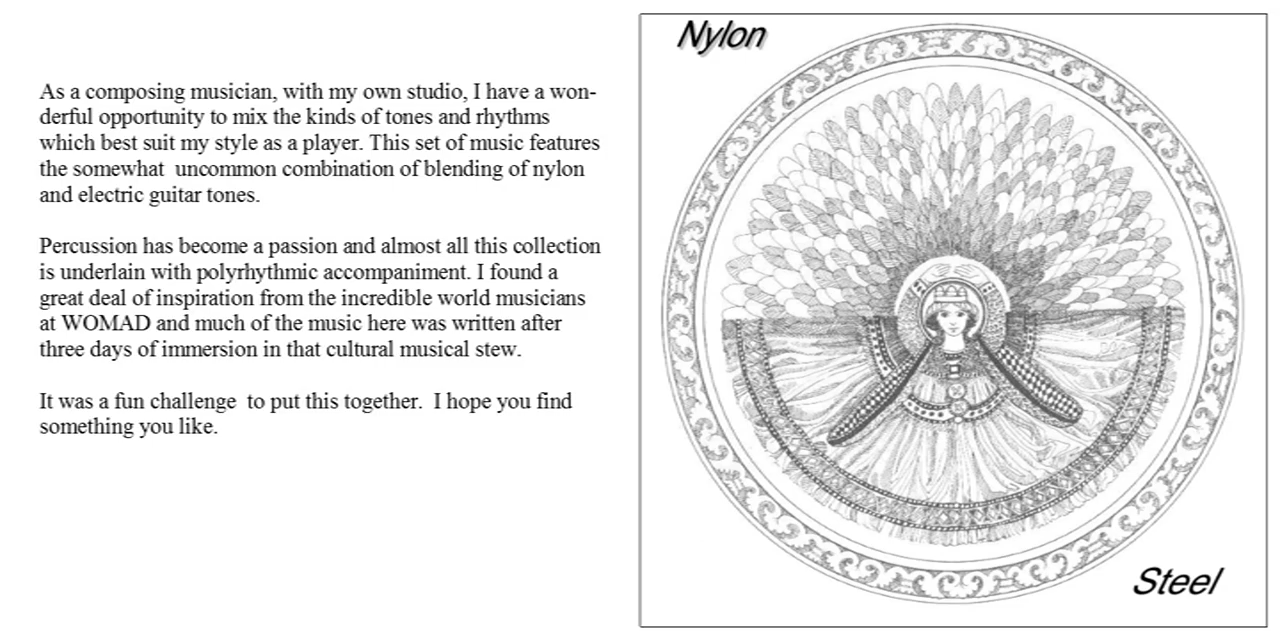 As a composing musician, with my own studio, I have a won-
derful opportunity to mix the kinds of tones and rhythms
which best suit my style as a player. This set of music features
the somewhat  uncommon combination of blending of nylon
and electric guitar tones.
Percussion has become a passion and almost all this collection
is underlain with polyrhythmic accompaniment. I found a
great deal of inspiration from the incredible world musicians
at WOMAD and much of the music here was written after
three days of immersion in that cultural musical stew.
It was a fun challenge  to put this together.  I hope you find
something you like.
Nylon
Steel